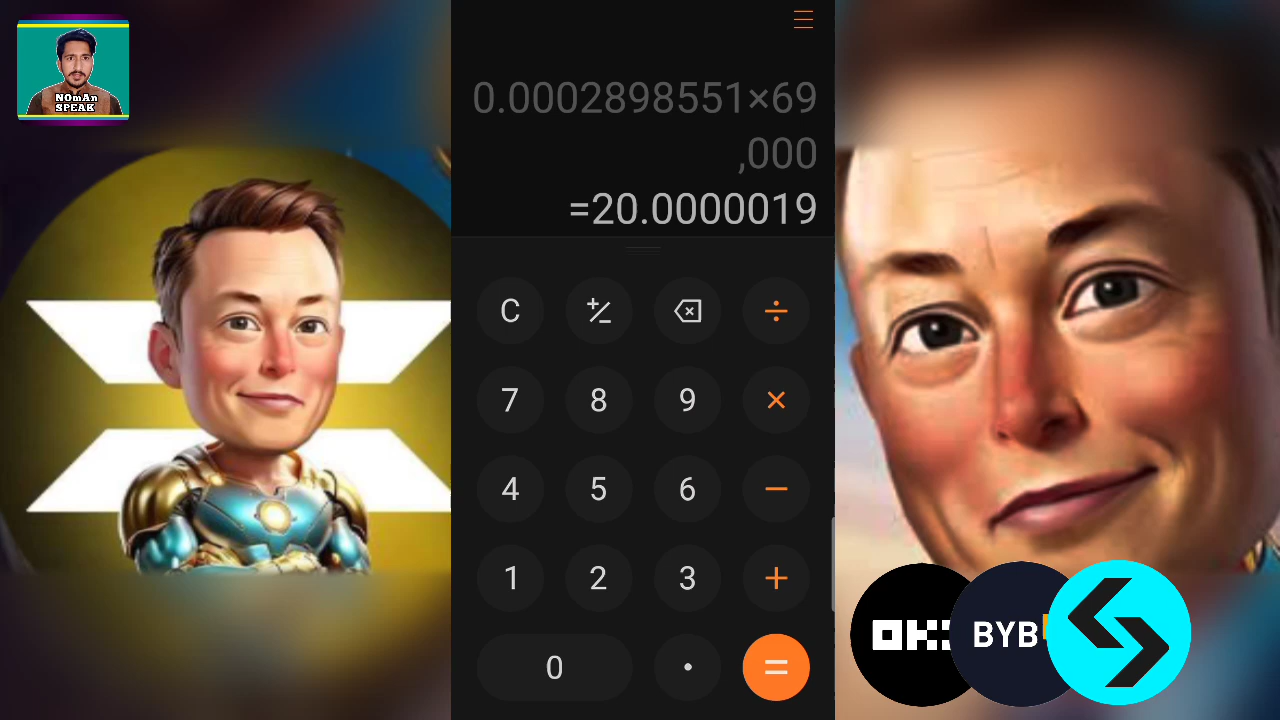 NOmAn
SPEAK
0.0002898551×69
,000
=20.0000019
C
+/-
÷
7 8 9 ×
4 5 6 −
1 2 3 +
0 . =
BYB